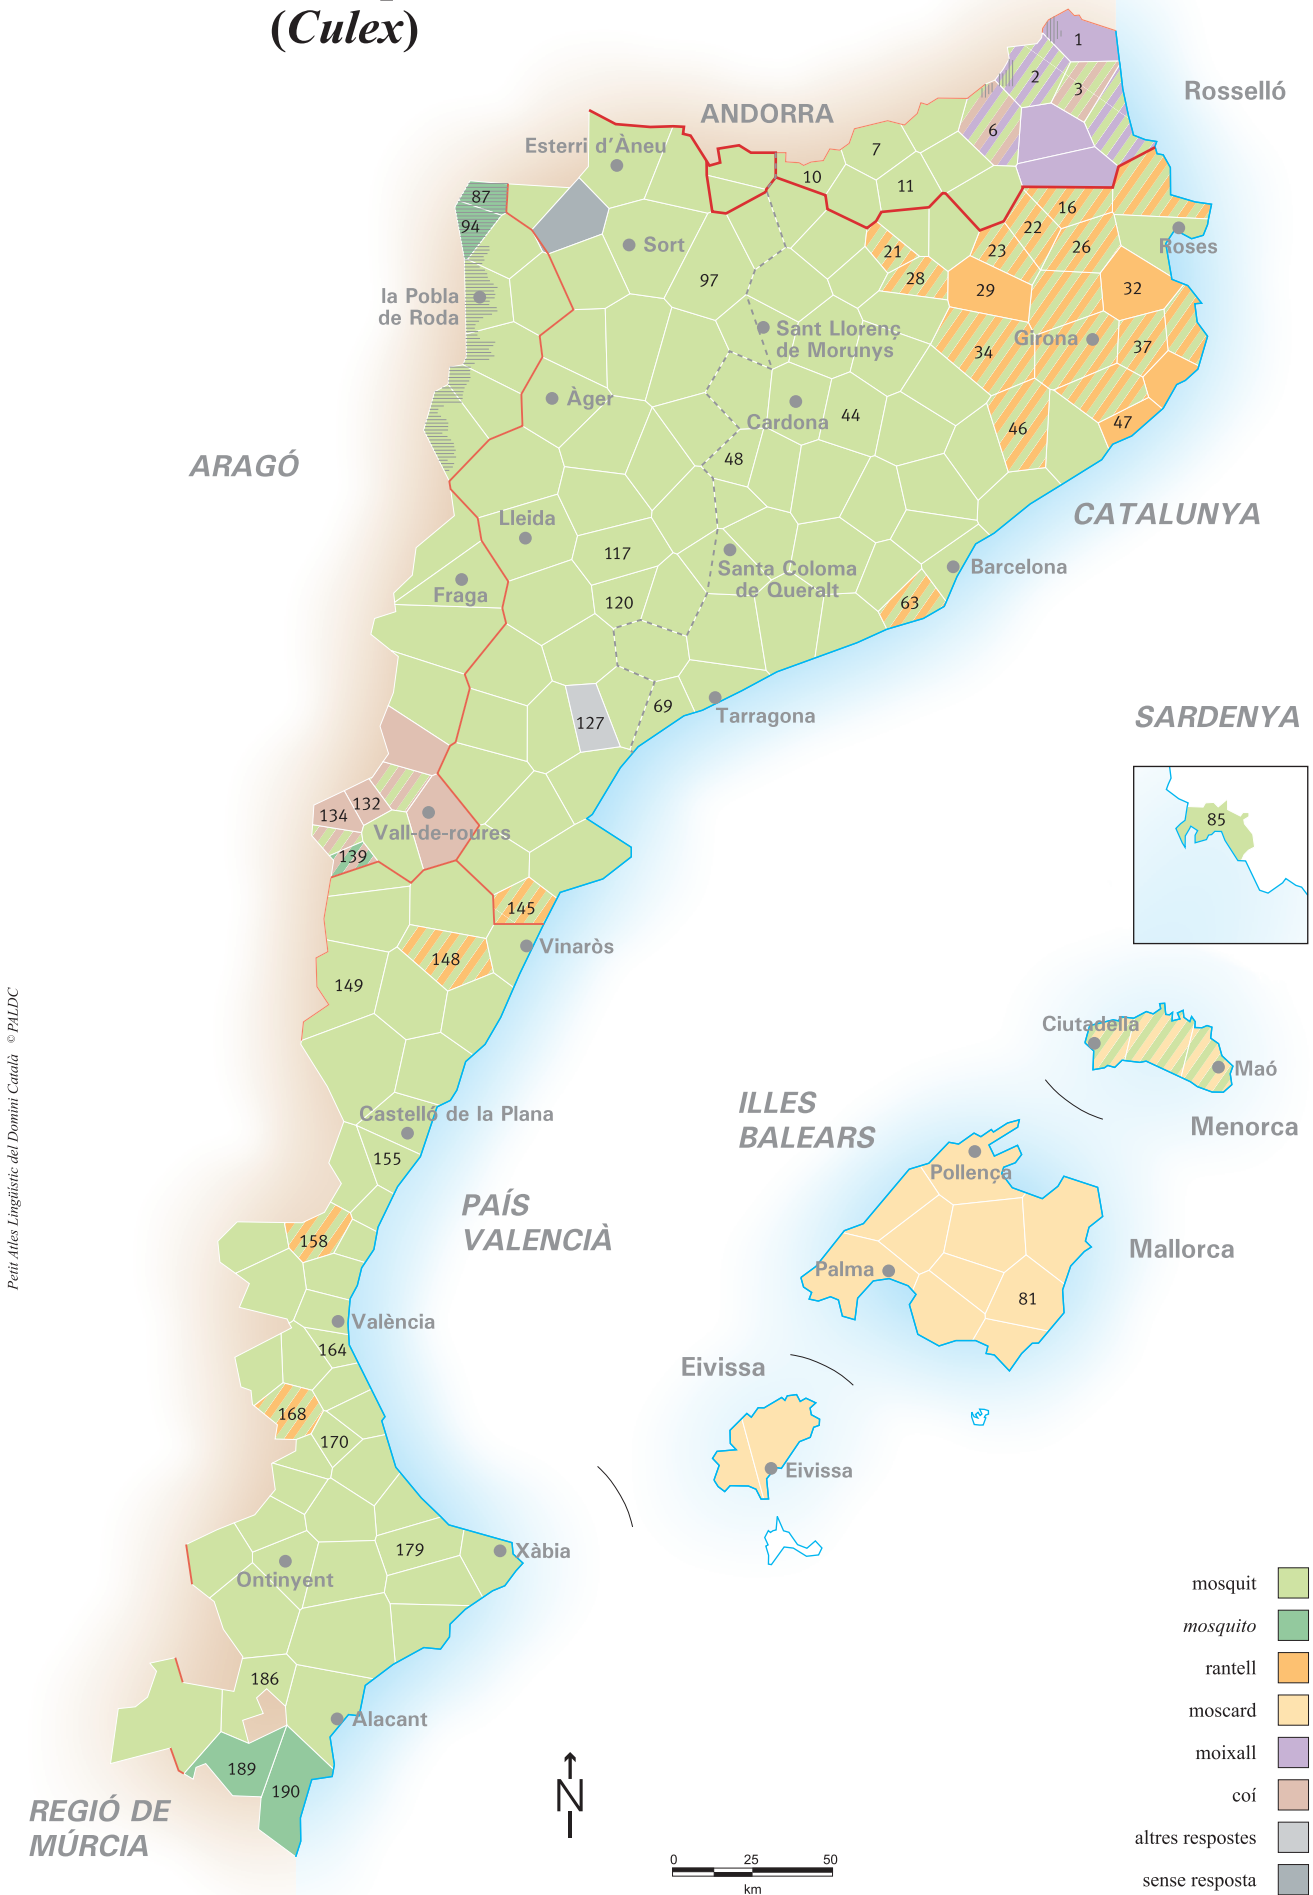 (Culex)
1
2
3
6
Rosselló
ANDORRA
7
10
11
Esterri d'Àneu
87
94
16
22
23
26
Roses
Sort
21
28
97
29
32
la Pobla
de Roda
Sant Llorenç
de Morunys
34
Girona
37
Àger
Cardona
44
46
47
48
ARAGÓ
CATALUNYA
Lleida
117
Santa Coloma
de Queralt
Barcelona
Fraga
120
63
69
127
Tarragona
SARDENYA
85
132
134
Vall-de-roures
139
145
148
Vinaròs
149
Ciutadella
Maó
Menorca
ILLES
BALEARS
Castelló de la Plana
155
Pollença
PAÍS
VALENCIÀ
158
Mallorca
Palma
81
València
164
Eivissa
168
170
Eivissa
179
Xàbia
Ontinyent
186
Alacant
189
190
REGIÓ DE
MÚRCIA
N
0 25 50
km
mosquit
mosquito
rantell
moscard
moixall
coí
altres respostes
sense resposta
Petit Atles Lingüístic del Domini Català © PALDC